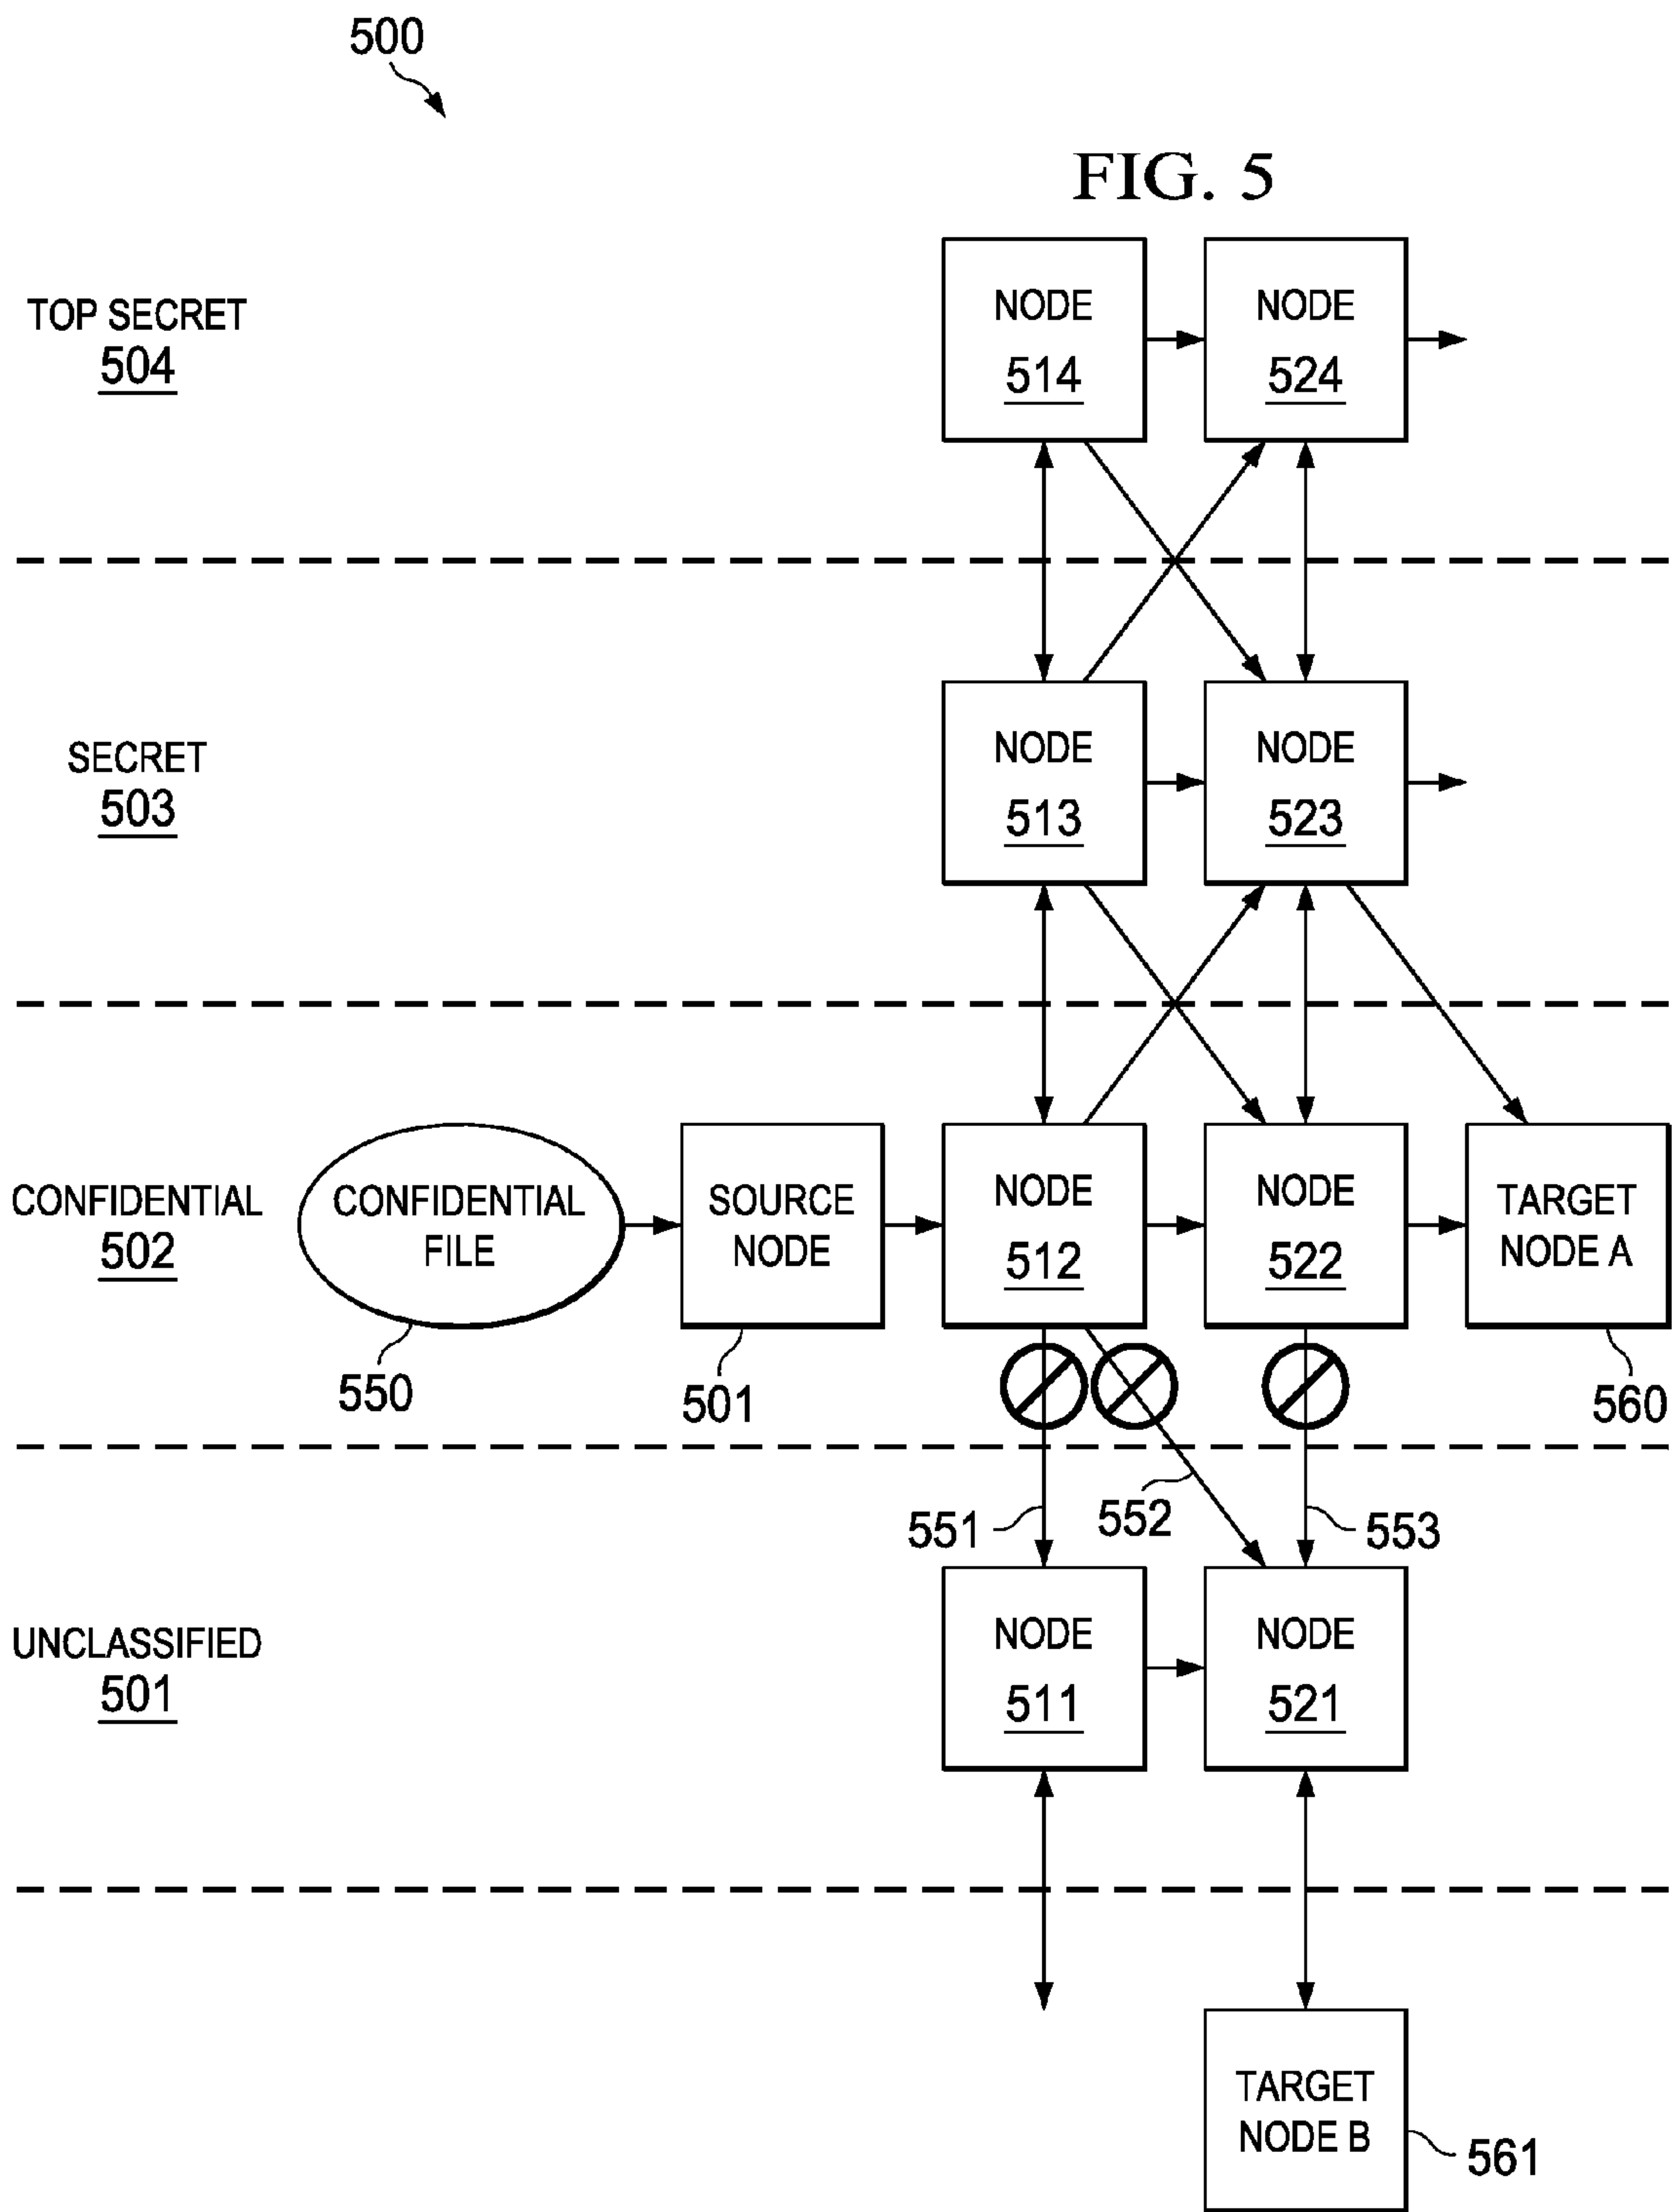 500
FIG. 5
TOP SECRET
504
NODE
514
NODE
524
SECRET
503
NODE
513
NODE
523
CONFIDENTIAL
502
CONFIDENTIAL
FILE
550
SOURCE
NODE
501
NODE
512
NODE
522
TARGET
NODE A
560
551
552
553
UNCLASSIFIED
501
NODE
511
NODE
521
TARGET
NODE B
561